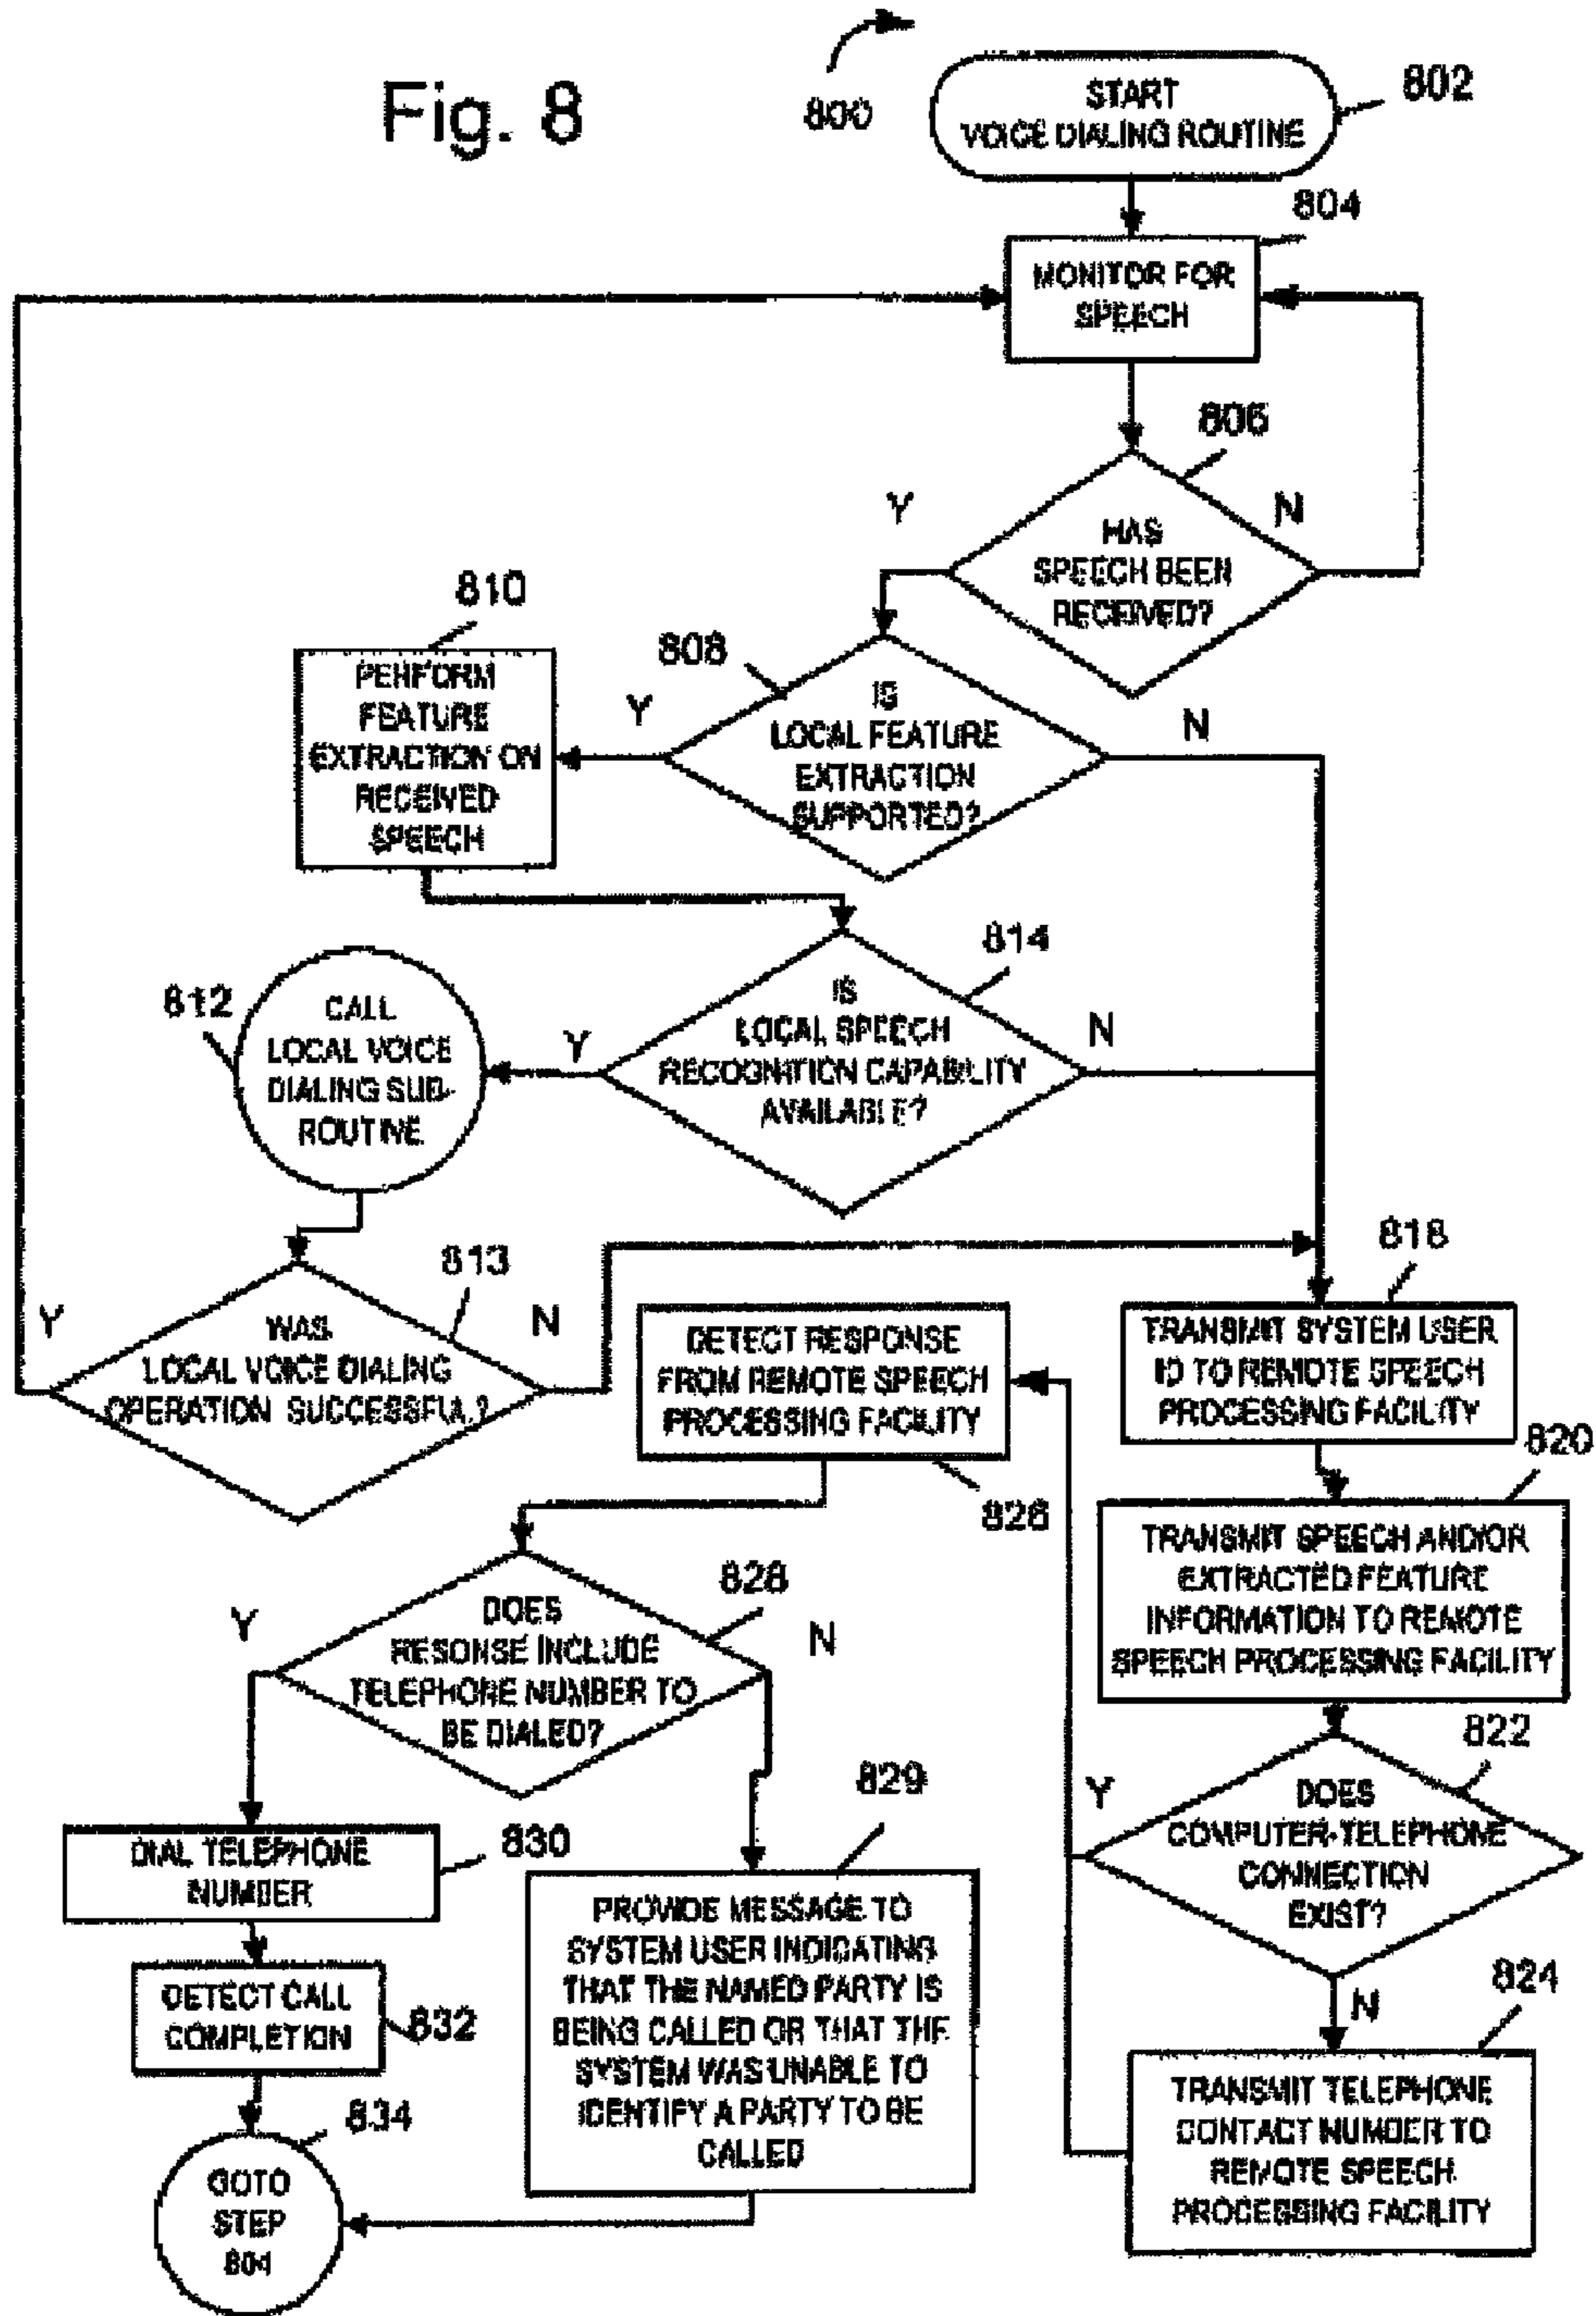 Fig. 8
800
START
VOICE DIALING ROUTINE
802
804
MONITOR FOR
SPEECH
806
Y
N
HAS
SPEECH BEEN
RECEIVED?
810
PERFORM
FEATURE
EXTRACTION ON
RECEIVED
SPEECH
808
Y
IS
LOCAL FEATURE
EXTRACTION
SUPPORTED?
N
814
812
CALL
LOCAL VOICE
DIALING SUB-
ROUTINE
Y
IS
LOCAL SPEECH
RECOGNITION CAPABILITY
AVAILABLE?
N
813
Y
WAS
LOCAL VOICE DIALING
OPERATION SUCCESSFUL?
N
818
TRANSMIT SYSTEM USER
ID TO REMOTE SPEECH
PROCESSING FACILITY
DETECT RESPONSE
FROM REMOTE SPEECH
PROCESSING FACILITY
826
820
TRANSMIT SPEECH AND/OR
EXTRACTED FEATURE
INFORMATION TO REMOTE
SPEECH PROCESSING FACILITY
828
Y
DOES
RESONSE INCLUDE
TELEPHONE NUMBER TO
BE DIALED?
N
822
Y
DOES
COMPUTER-TELEPHONE
CONNECTION
EXIST?
N
829
DIAL TELEPHONE
NUMBER
830
PROVIDE MESSAGE TO
SYSTEM USER INDICATING
THAT THE NAMED PARTY IS
BEING CALLED OR THAT THE
SYSTEM WAS UNABLE TO
IDENTIFY A PARTY TO BE
CALLED
DETECT CALL
COMPLETION
832
824
TRANSMIT TELEPHONE
CONTACT NUMBER TO
REMOTE SPEECH
PROCESSING FACILITY
834
GOTO
STEP
804